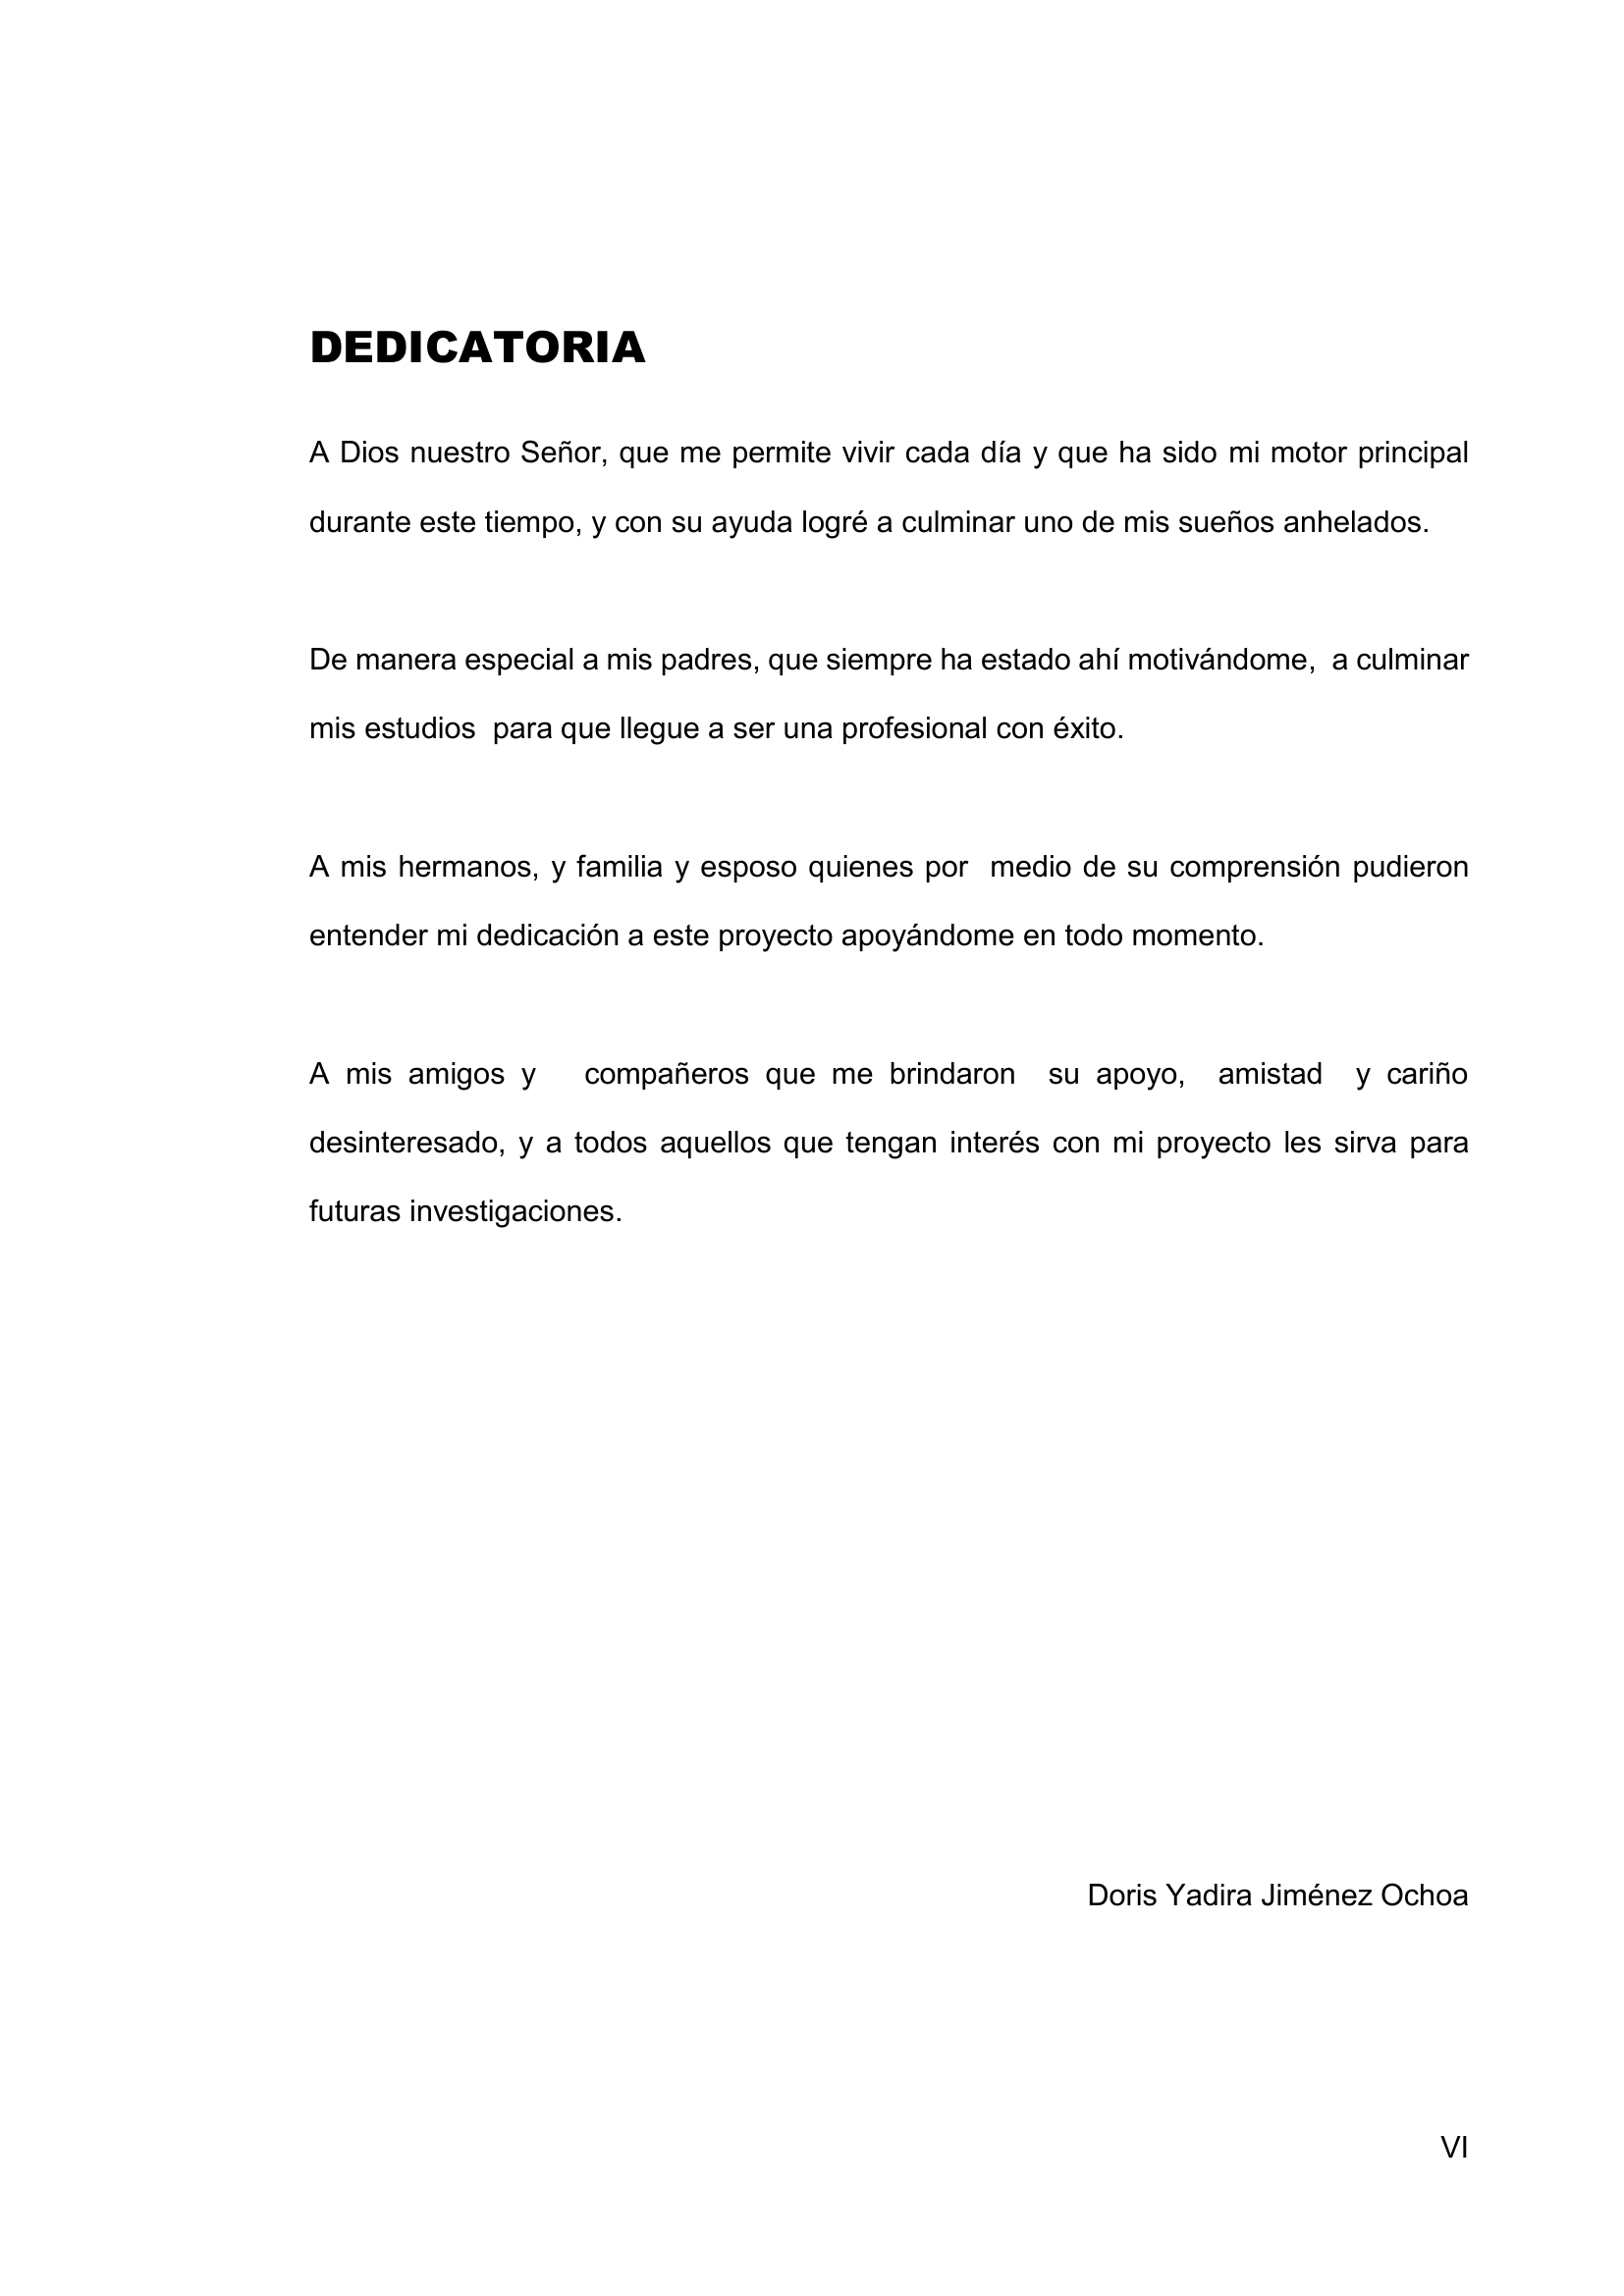 DEDICATORIA
A Dios nuestro Señor, que me permite vivir cada día y que ha sido mi motor principal
durante este tiempo, y con su ayuda logré a culminar uno de mis sueños anhelados.
De manera especial a mis padres, que siempre ha estado ahí motivándome,  a culminar
mis estudios  para que llegue a ser una profesional con éxito.
A mis hermanos, y familia y esposo quienes por  medio de su comprensión pudieron
entender mi dedicación a este proyecto apoyándome en todo momento.
A mis amigos y   compañeros que me brindaron  su apoyo,  amistad  y cariño
desinteresado, y a todos aquellos que tengan interés con mi proyecto les sirva para
futuras investigaciones.
Doris Yadira Jiménez Ochoa
VI